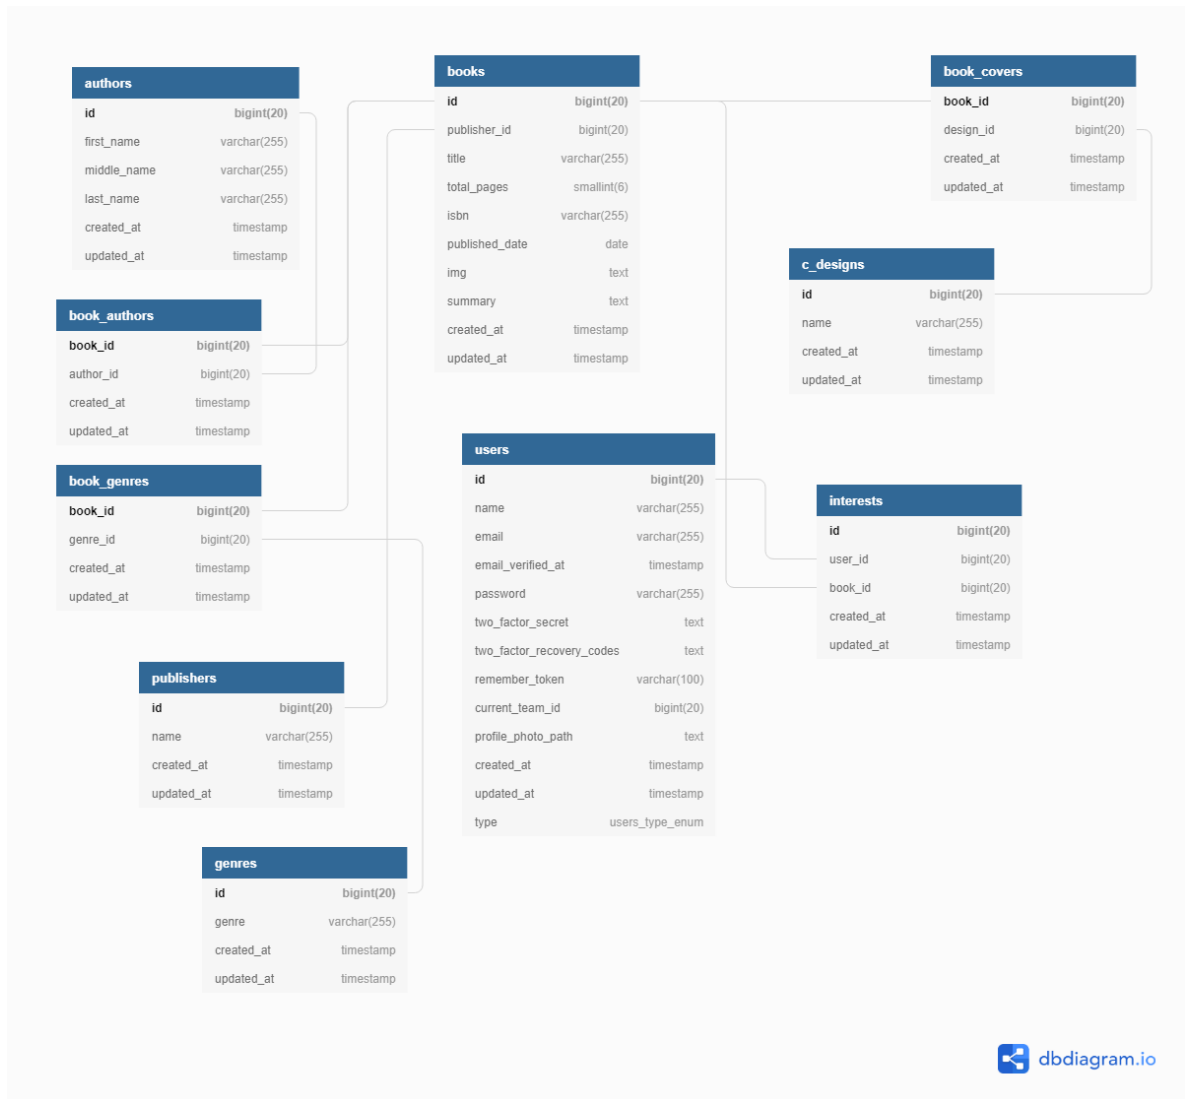 authors
id bigint(20)
first_name varchar(255)
middle_name varchar(255)
last_name varchar(255)
created_at timestamp
updated_at timestamp
book_authors
book_id bigint(20)
author_id bigint(20)
created_at timestamp
updated_at timestamp
book_genres
book_id bigint(20)
genre_id bigint(20)
created_at timestamp
updated_at timestamp
publishers
id bigint(20)
name varchar(255)
created_at timestamp
updated_at timestamp
genres
id bigint(20)
genre varchar(255)
created_at timestamp
updated_at timestamp
books
id bigint(20)
publisher_id bigint(20)
title varchar(255)
total_pages smallint(6)
isbn varchar(255)
published_date date
img text
summary text
created_at timestamp
updated_at timestamp
users
id bigint(20)
name varchar(255)
email varchar(255)
email_verified_at timestamp
password varchar(255)
two_factor_secret text
two_factor_recovery_codes text
remember_token varchar(100)
current_team_id bigint(20)
profile_photo_path text
created_at timestamp
updated_at timestamp
type users_type_enum
book_covers
book_id bigint(20)
design_id bigint(20)
created_at timestamp
updated_at timestamp
c_designs
id bigint(20)
name varchar(255)
created_at timestamp
updated_at timestamp
interests
id bigint(20)
user_id bigint(20)
book_id bigint(20)
created_at timestamp
updated_at timestamp
dbdiagram.io